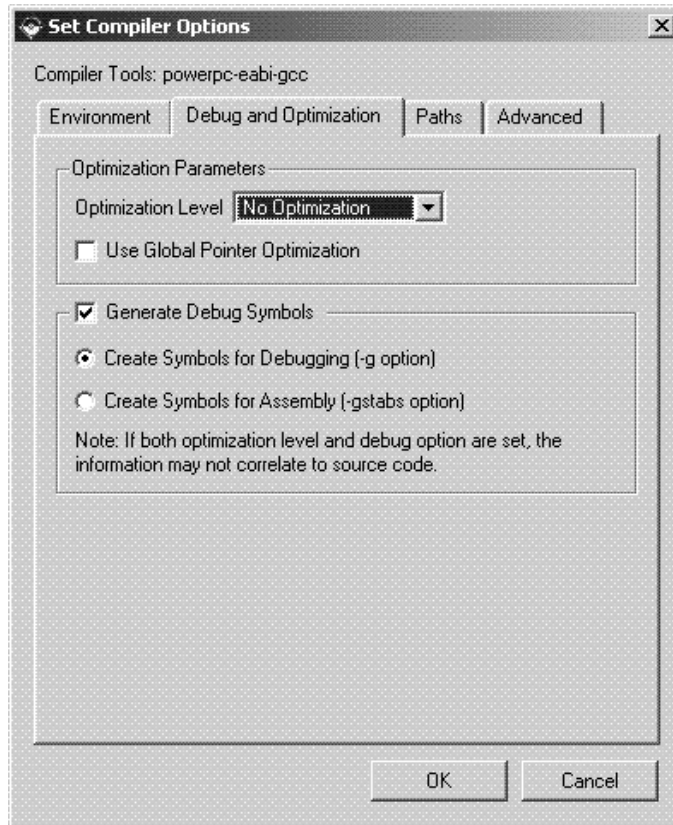 Set Compiler Options
Compiler Tools: powerpc-eabi-gcc
Environment Debug and Optimization Paths Advanced
Optimization Parameters
Optimization Level No Optimization
Use Global Pointer Optimization
Generate Debug Symbols
Create Symbols for Debugging (-g option)
Create Symbols for Assembly (-gstabs option)
Note: If both optimization level and debug option are set, the
information may not correlate to source code.
OK Cancel